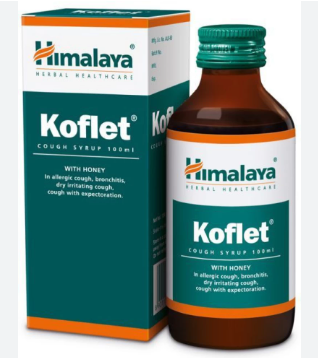 Himalaya®
HERBAL HEALTHCARE
Koflet®
COUGH SYRUP 100ml
WITH HONEY
In allergic cough, bronchitis,
dry irritating cough,
cough with expectoration.
Himalaya®
HERBAL HEALTHCARE
Koflet®
COUGH SYRUP 100ml
WITH HONEY
In allergic cough, bronchitis,
dry irritating cough,
cough with expectoration.